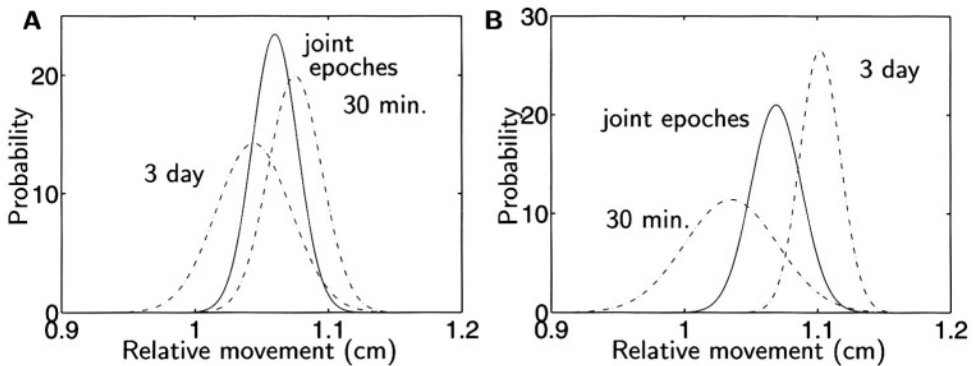 A
20
10
0
Probability
joint
epoches
30 min.
3 day
0.9
1
1.1
1.2
Relative movement (cm)
B
30
20
10
0
Probability
3 day
joint epoches
30 min.
0.9
1
1.1
1.2
Relative movement (cm)